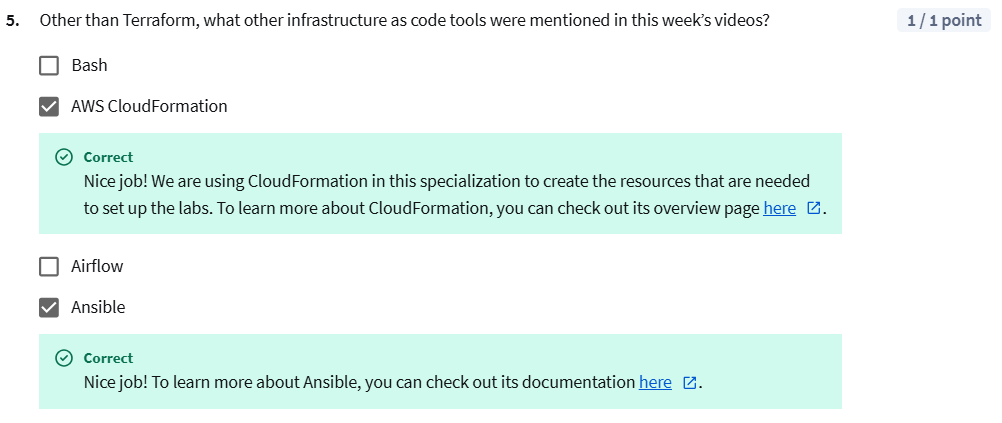 5. Other than Terraform, what other infrastructure as code tools were mentioned in this week’s videos? 1 / 1 point
Bash
AWS CloudFormation
Correct
Nice job! We are using CloudFormation in this specialization to create the resources that are needed
to set up the labs. To learn more about CloudFormation, you can check out its overview page here .
Airflow
Ansible
Correct
Nice job! To learn more about Ansible, you can check out its documentation here .